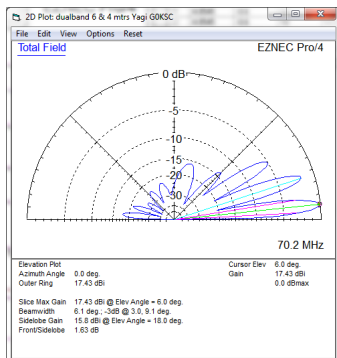 2D Plot: dualband 6 & 4 mtrs Yagi G0KSC
File Edit View Options Reset
Total Field
EZNEC Pro/4
0 dB
-5
-10
-15
-20
-30
70.2 MHz
Elevation Plot
Cursor Elev 6.0 deg.
Azimuth Angle 0.0 deg.
Gain 17.43 dBi
Outer Ring 17.43 dBi
0.0 dBmax
Slice Max Gain 17.43 dBi @ Elev Angle = 6.0 deg.
Beamwidth 6.1 deg.; -3dB @ 3.0, 9.1 deg.
Sidelobe Gain 15.8 dBi @ Elev Angle = 18.0 deg.
Front/Sidelobe 1.63 dB